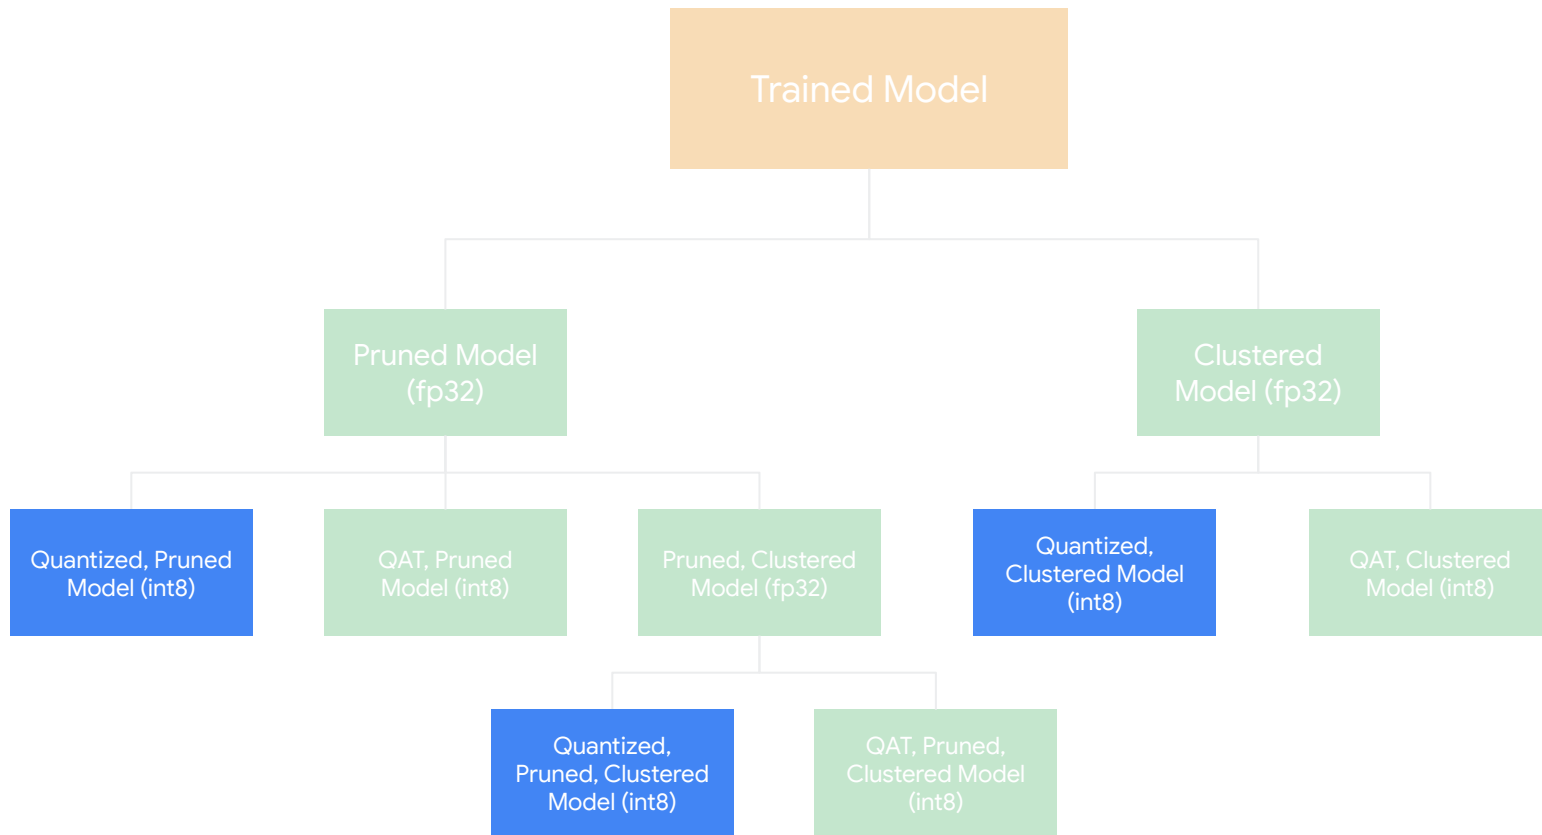 Trained Model
Pruned Model
(fp32)
Clustered
Model (fp32)
Quantized, Pruned
Model (int8)
QAT, Pruned
Model (int8)
Pruned, Clustered
Model (fp32)
Quantized,
Clustered Model
(int8)
QAT, Clustered
Model (int8)
Quantized,
Pruned, Clustered
Model (int8)
QAT, Pruned,
Clustered Model
(int8)